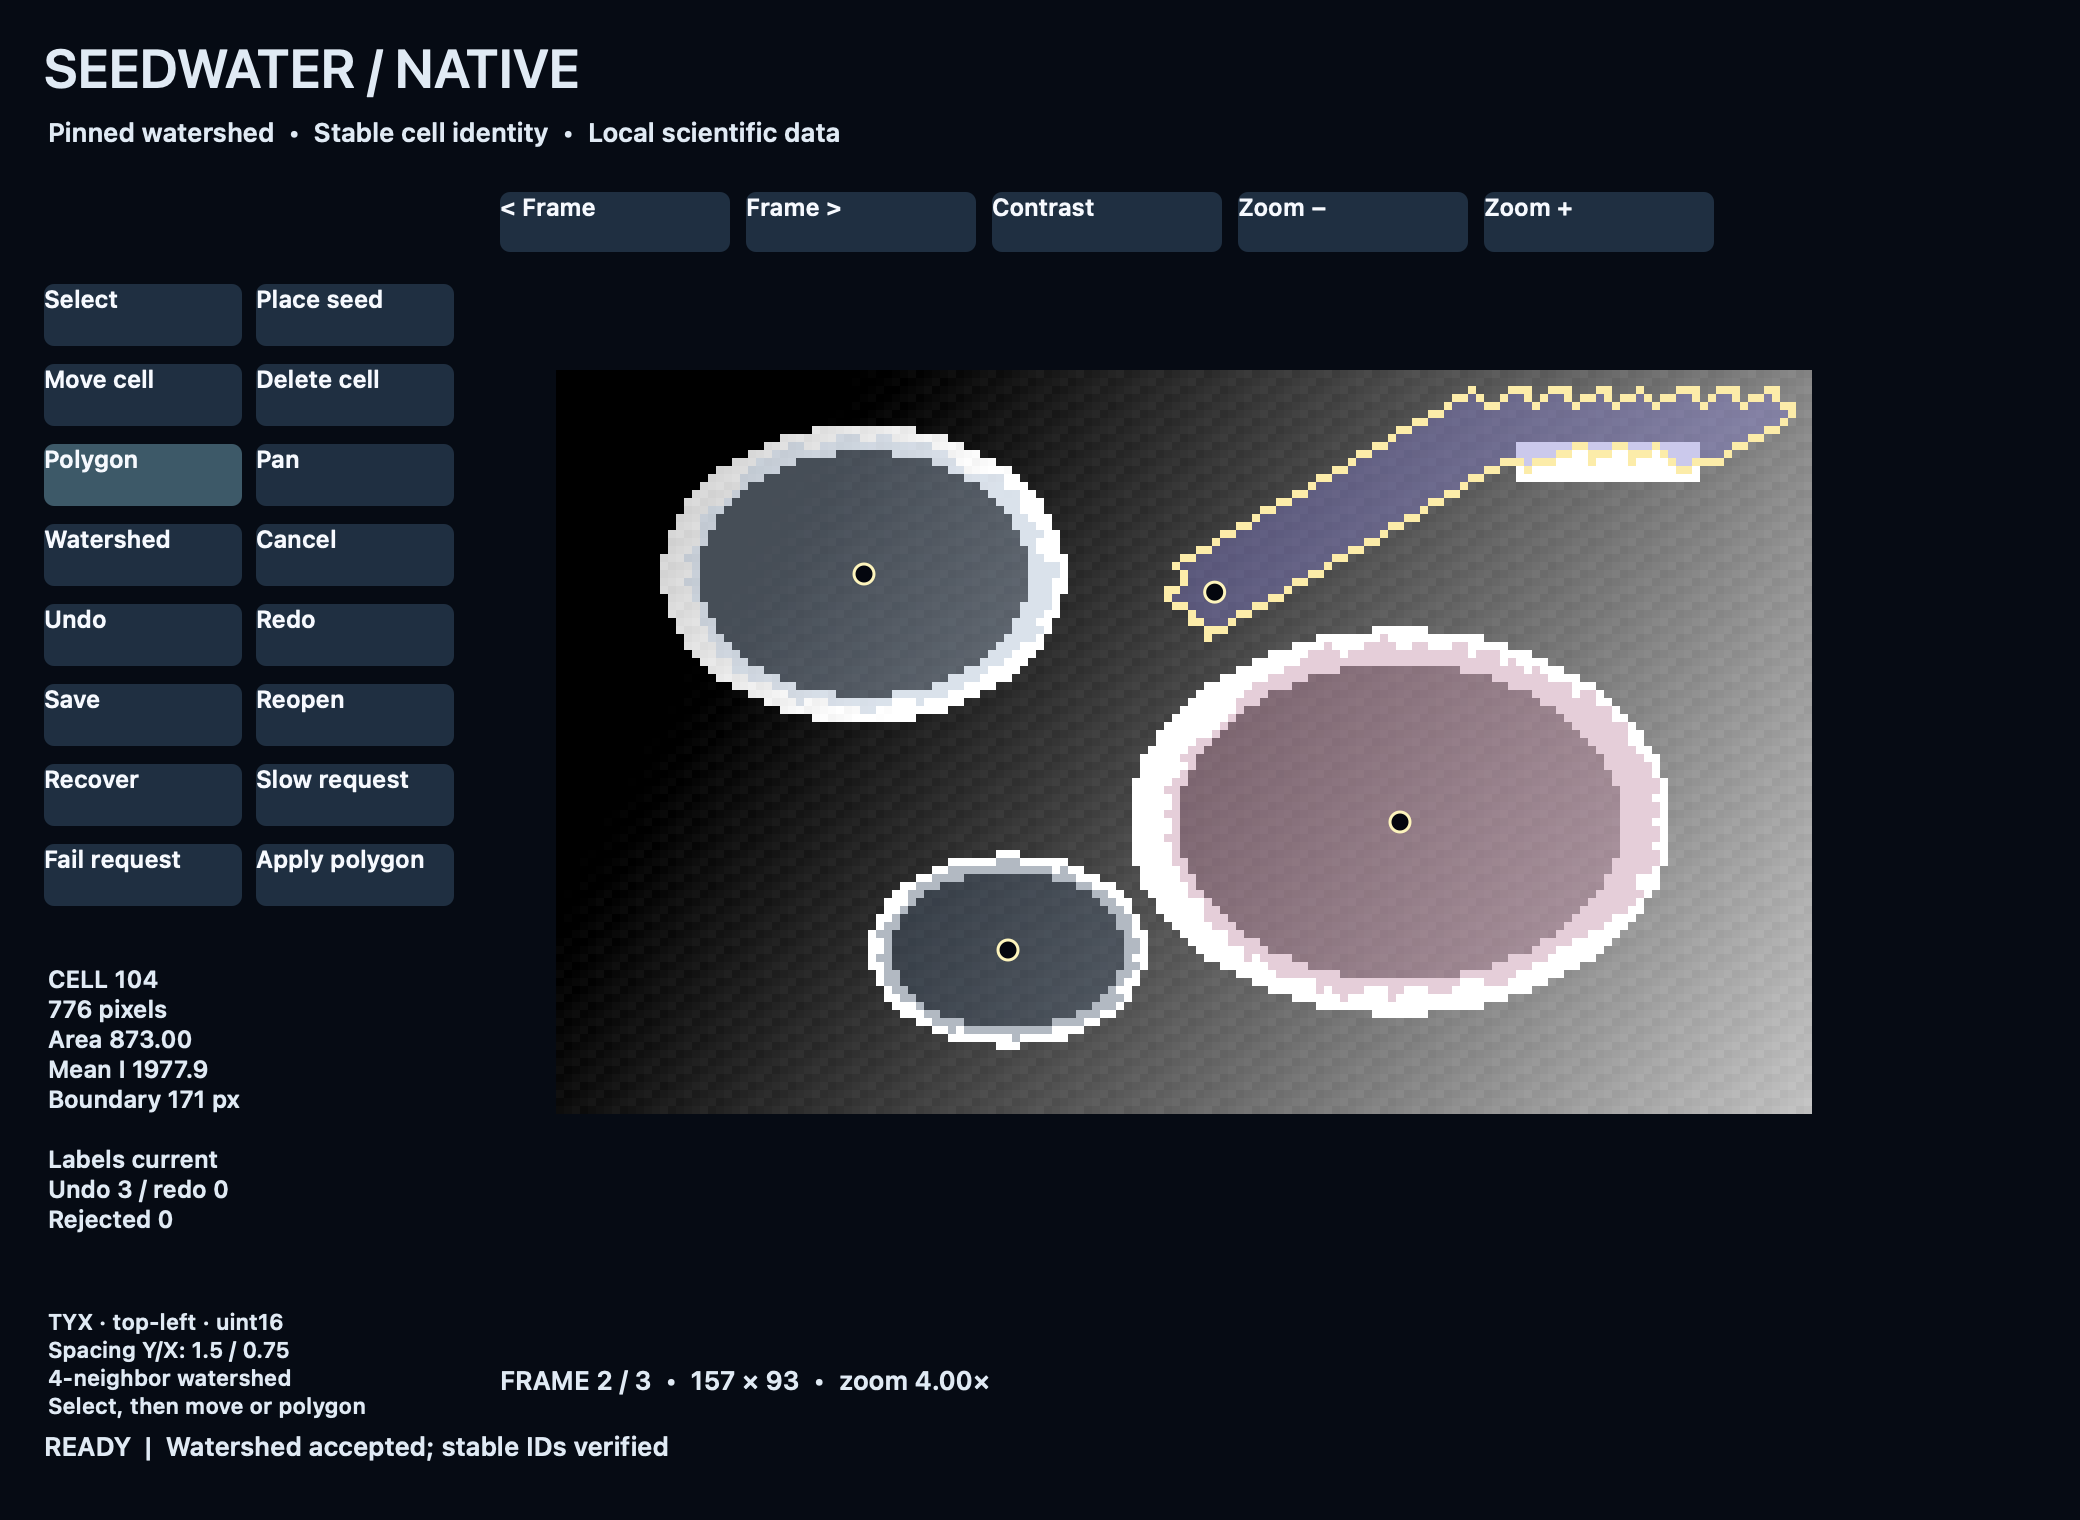 SEEDWATER / NATIVE
Pinned watershed • Stable cell identity • Local scientific data
< Frame
Frame >
Contrast
Zoom –
Zoom +
Select
Place seed
Move cell
Delete cell
Polygon
Pan
Watershed
Cancel
Undo
Redo
Save
Reopen
Recover
Slow request
Fail request
Apply polygon
CELL 104
776 pixels
Area 873.00
Mean I 1977.9
Boundary 171 px
Labels current
Undo 3 / redo 0
Rejected 0
TYX · top-left · uint16
Spacing Y/X: 1.5 / 0.75
4-neighbor watershed
Select, then move or polygon
FRAME 2 / 3 • 157 × 93 • zoom 4.00×
READY | Watershed accepted; stable IDs verified